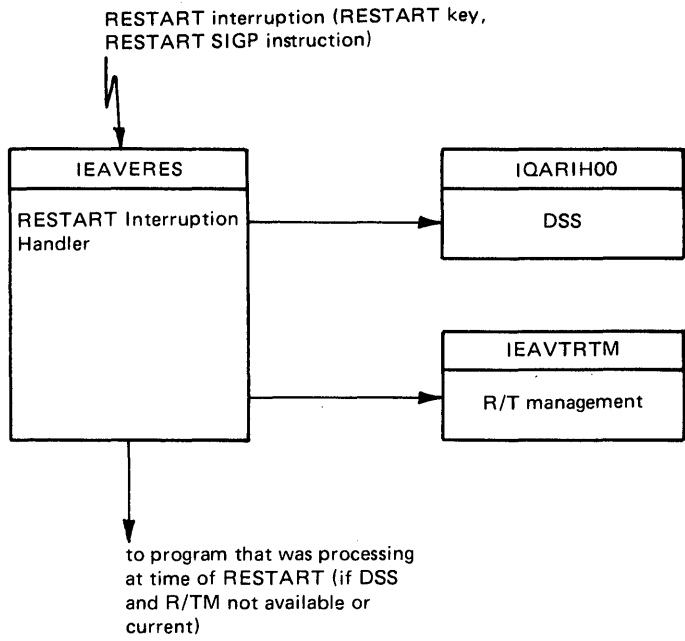 RESTART interruption (RESTART key,
RESTART SIGP instruction)
IEAVERES
RESTART Interruption
Handler
IQARIH00
DSS
IEAVTRTM
R/T management
to program that was processing
at time of RESTART (if DSS
and R/TM not available or
current)